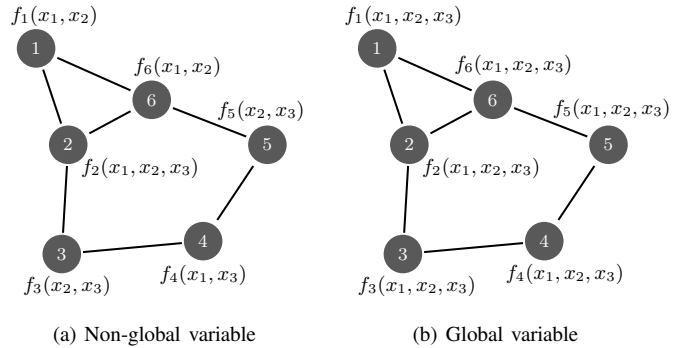 f₁(x₁, x₂)
1
f₆(x₁, x₂)
6
f₅(x₂, x₃)
2
5
f₂(x₁, x₂, x₃)
3
4
f₄(x₁, x₃)
f₃(x₂, x₃)
(a) Non-global variable
f₁(x₁, x₂, x₃)
1
f₆(x₁, x₂, x₃)
6
f₅(x₁, x₂, x₃)
2
5
f₂(x₁, x₂, x₃)
3
4
f₄(x₁, x₂, x₃)
f₃(x₁, x₂, x₃)
(b) Global variable